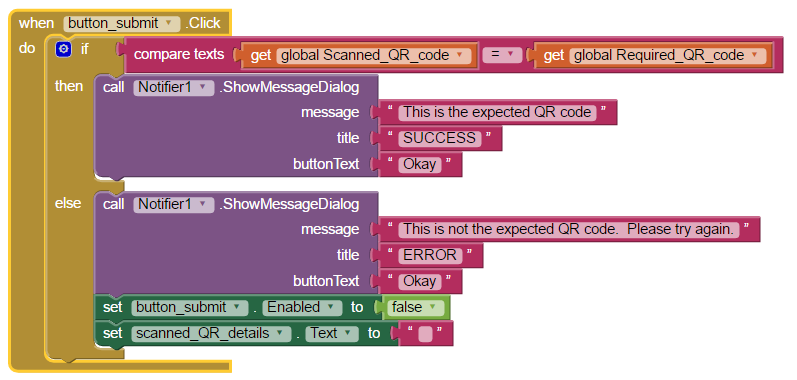 when button_submit .Click
do if compare texts get global Scanned_QR_code = get global Required_QR_code
then call Notifier1 .ShowMessageDialog
message " This is the expected QR code "
title " SUCCESS "
buttonText " Okay "
else call Notifier1 .ShowMessageDialog
message " This is not the expected QR code.  Please try again. "
title " ERROR "
buttonText " Okay "
set button_submit . Enabled to false
set scanned_QR_details . Text to " "